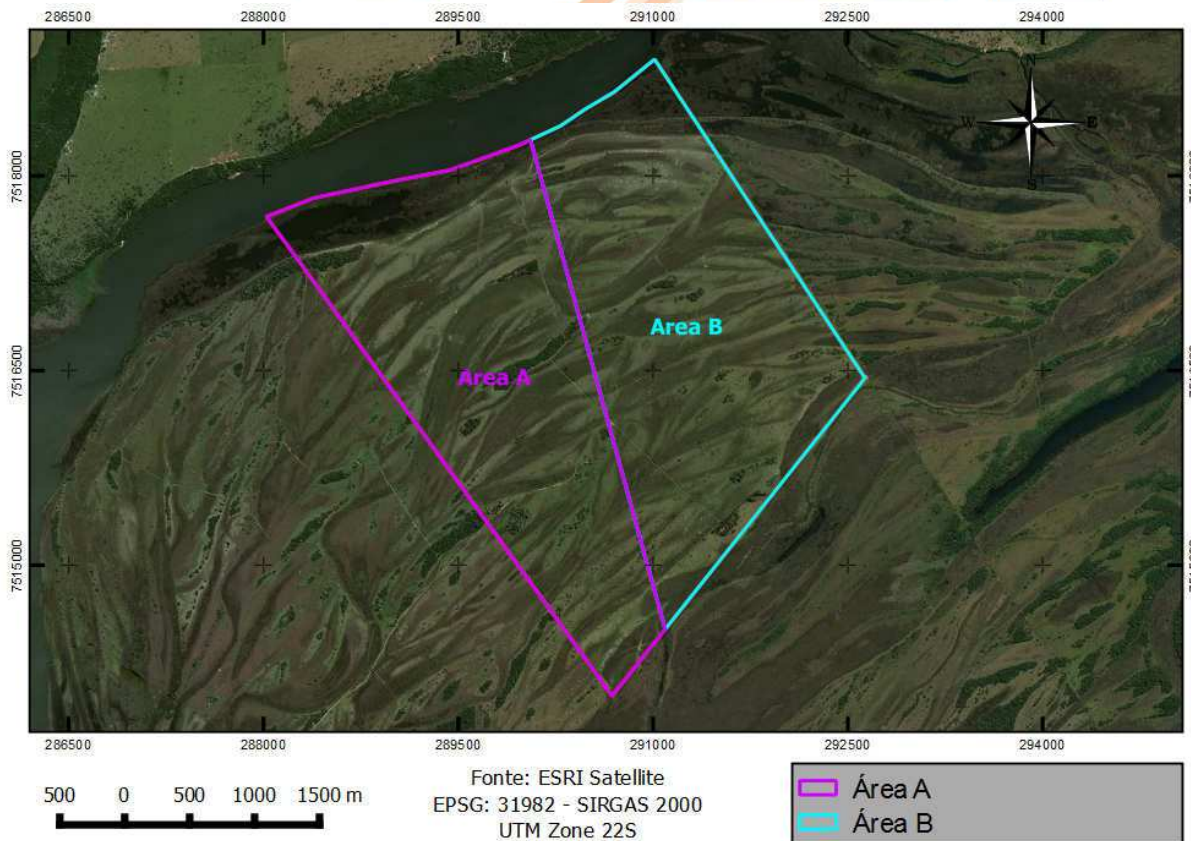 286500 288000 289500 291000 292500 294000
N
W E
S
7518000
Area B
7516500 7516500
Area A
7515000
286500 288000 289500 291000 292500 294000
500 0 500 1000 1500 m
Fonte: ESRI Satellite
EPSG: 31982 - SIRGAS 2000
UTM Zone 22S
Área A
Área B